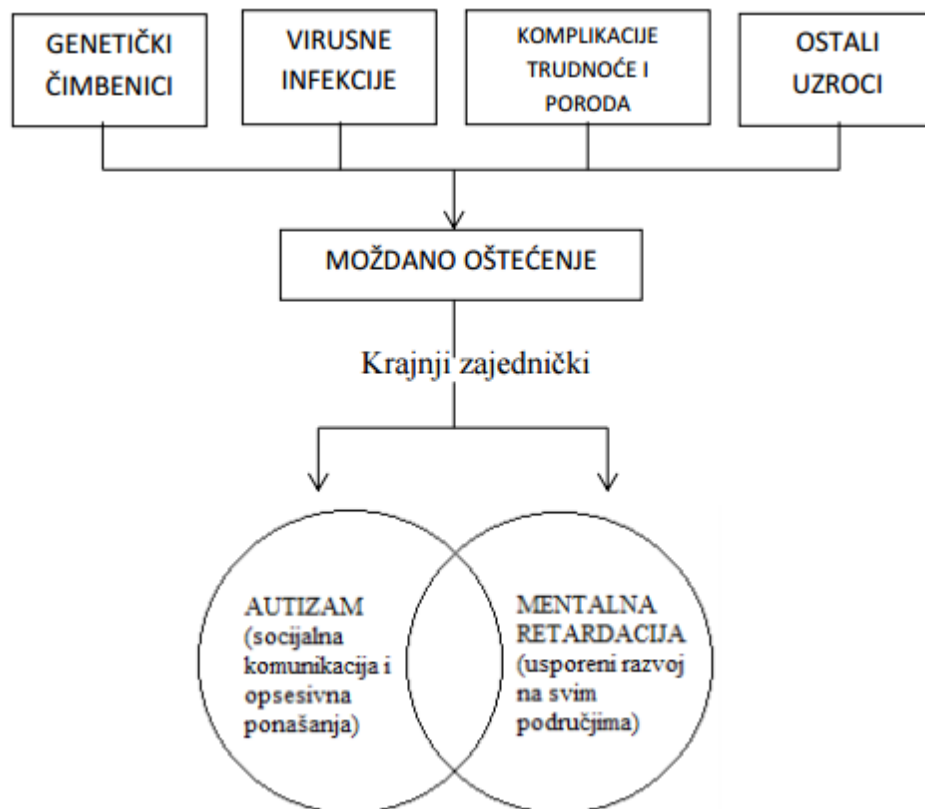 GENETIČKI
ČIMBENICI
VIRUSNE
INFEKCIJE
KOMPLIKACIJE
TRUDNOĆE I
PORODA
OSTALI
UZROCI
MOŽDANO OŠTEĆENJE
Krajnji zajednički
AUTIZAM
(socijalna
komunikacija i
opsesivna
ponašanja)
MENTALNA
RETARDACIJA
(usporeni razvoj
na svim
područjima)